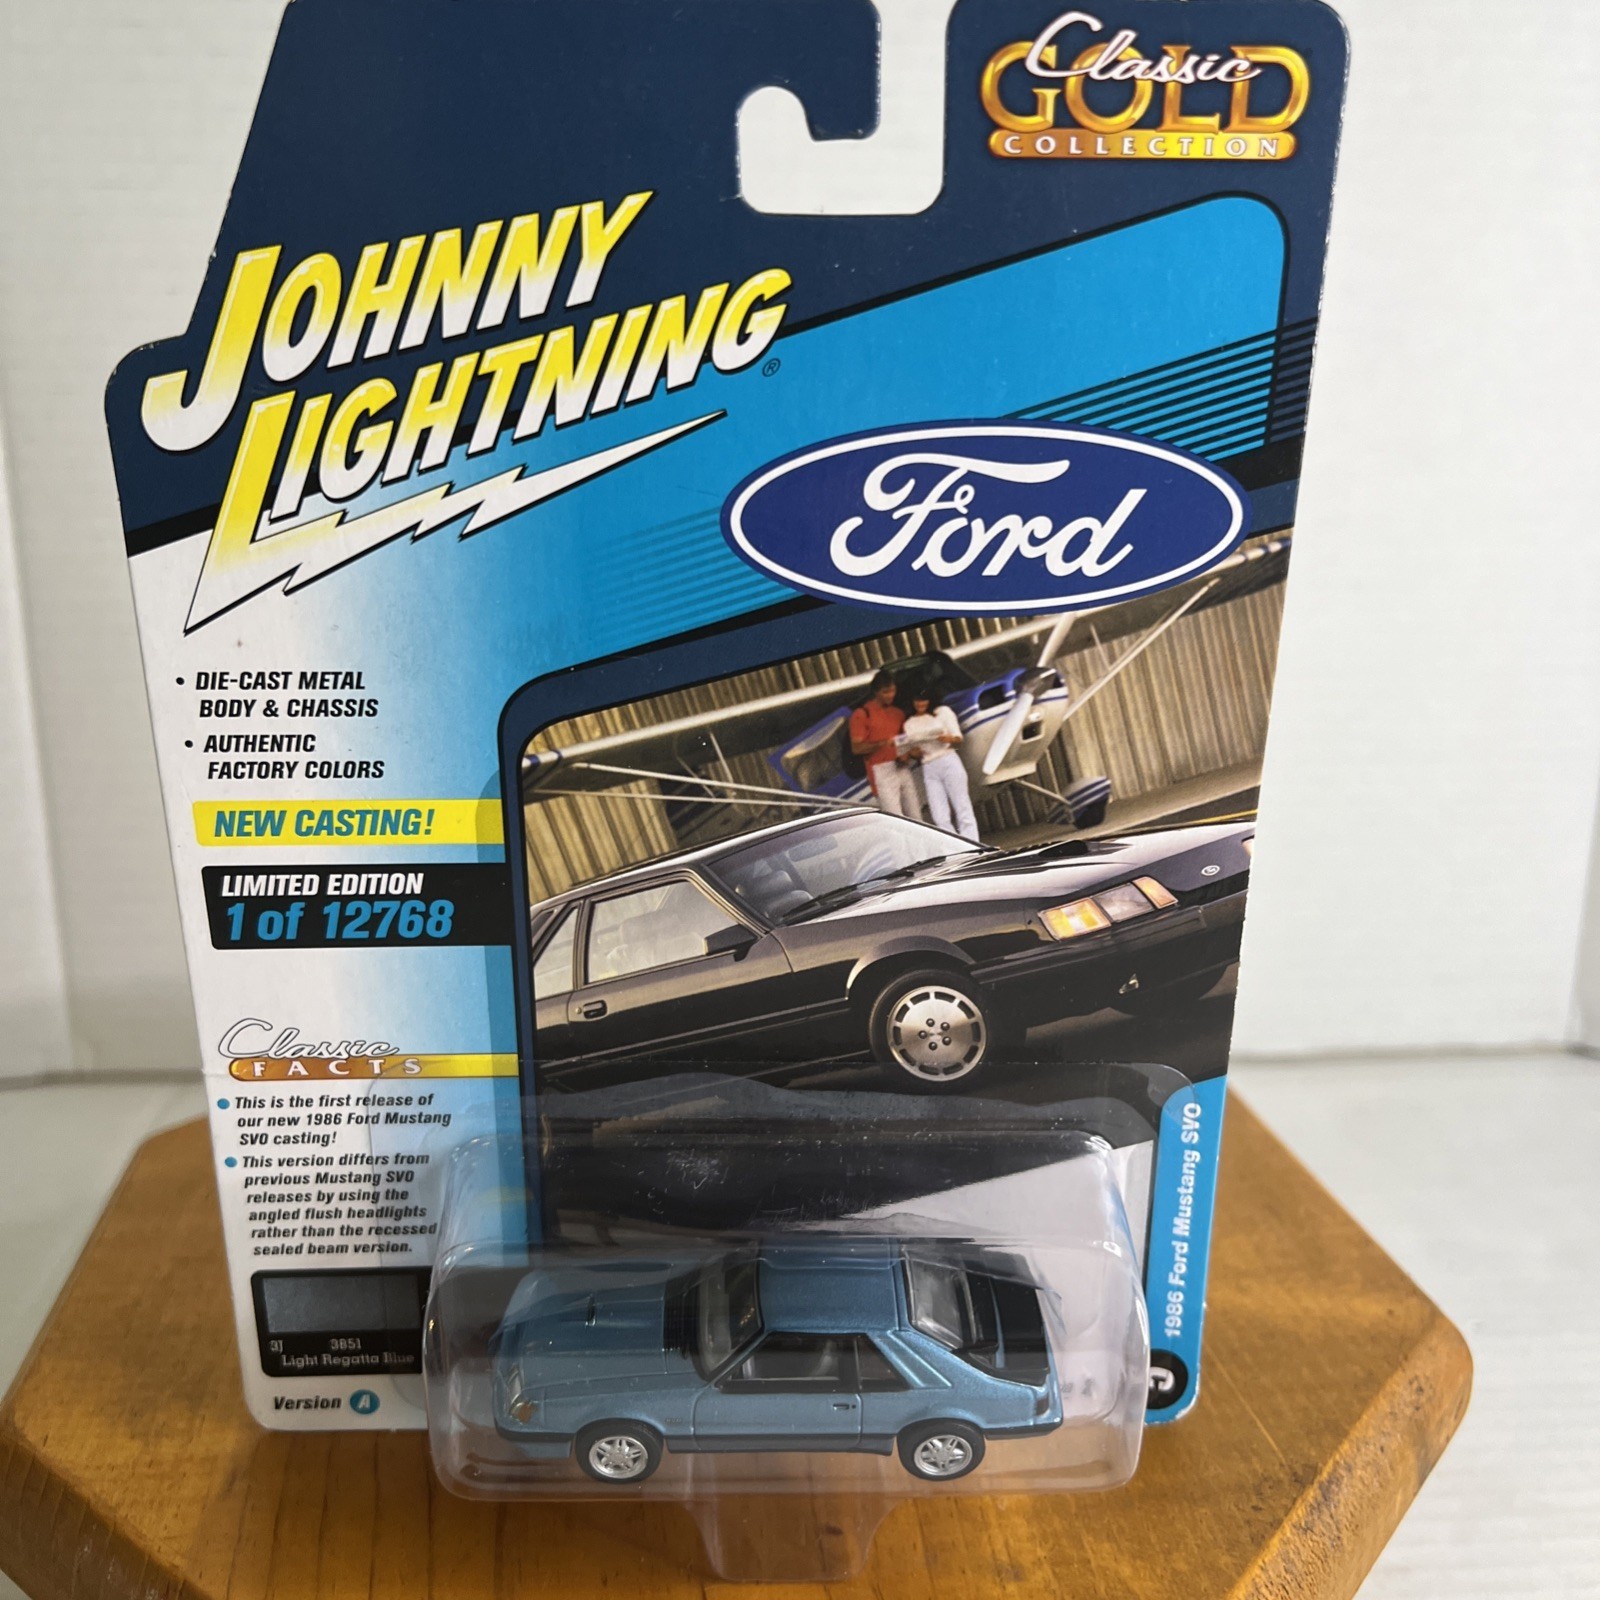 Classic
GOLD
COLLECTION
JOHNNY
LIGHTNING®
Ford
• DIE-CAST METAL
BODY & CHASSIS
• AUTHENTIC
FACTORY COLORS
NEW CASTING!
LIMITED EDITION
1 of 12768
Classic
FACTS
• This is the first release of
our new 1986 Ford Mustang
SVO casting!
• This version differs from
previous Mustang SVO
releases by using the
angled flush headlights
rather than the recessed
sealed beam version.
3J 3B51
Light Regatta Blue
Version A
1986 Ford Mustang SVO